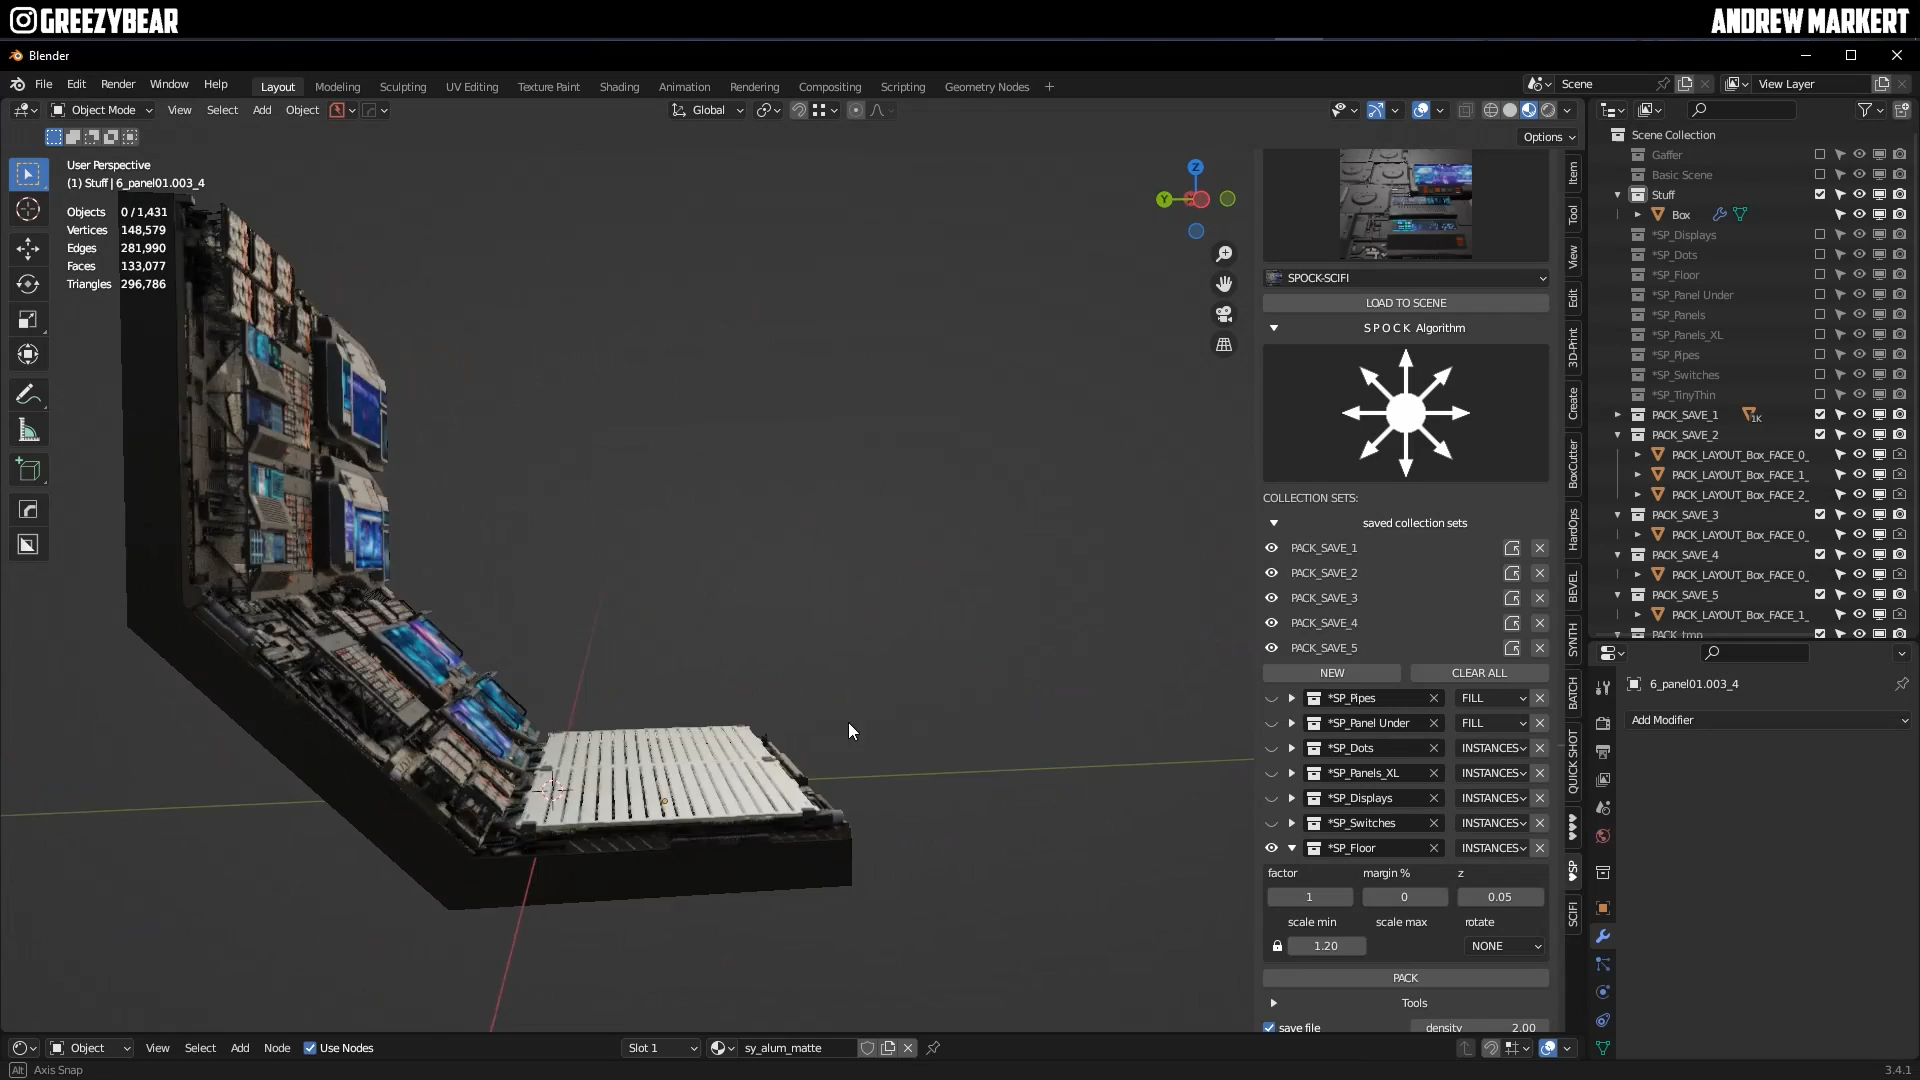 GREEZYBEAR
ANDREW MARKERT
Blender
File Edit Render Window Help
Layout Modeling Sculpting UV Editing Texture Paint Shading Animation Rendering Compositing Scripting Geometry Nodes +
Scene
View Layer
Object Mode View Select Add Object
Global
Options
User Perspective
(1) Stuff | 6_panel01.003_4
Objects 0 / 1,431
Vertices 148,579
Edges 281,990
Faces 133,077
Triangles 296,786
Z
Y
SPOCK-SCIFI
LOAD TO SCENE
S P O C K Algorithm
COLLECTION SETS:
saved collection sets
PACK_SAVE_1
PACK_SAVE_2
PACK_SAVE_3
PACK_SAVE_4
PACK_SAVE_5
NEW
CLEAR ALL
*SP_Pipes FILL
*SP_Panel Under FILL
*SP_Dots INSTANCES
*SP_Panels_XL INSTANCES
*SP_Displays INSTANCES
*SP_Switches INSTANCES
*SP_Floor INSTANCES
factor margin % z
1 0 0.05
scale min scale max rotate
1.20 NONE
PACK
Tools
save file density 2.00
Item
Tool
View
Edit
3D-Print
Create
BoxCutter
HardOps
BEVEL
SYNTH
BATCH
QUICK SHOT
♥♥♥
♥SP
SCIFI
Scene Collection
Gaffer
Basic Scene
Stuff
Box
*SP_Displays
*SP_Dots
*SP_Floor
*SP_Panel Under
*SP_Panels
*SP_Panels_XL
*SP_Pipes
*SP_Switches
*SP_TinyThin
PACK_SAVE_1 1K
PACK_SAVE_2
PACK_LAYOUT_Box_FACE_0_
PACK_LAYOUT_Box_FACE_1_
PACK_LAYOUT_Box_FACE_2_
PACK_SAVE_3
PACK_LAYOUT_Box_FACE_0_
PACK_SAVE_4
PACK_LAYOUT_Box_FACE_0_
PACK_SAVE_5
PACK_LAYOUT_Box_FACE_1_
PACK_tmp
6_panel01.003_4
Add Modifier
Object View Select Add Node Use Nodes
Slot 1
sy_alum_matte
Alt Axis Snap
3.4.1